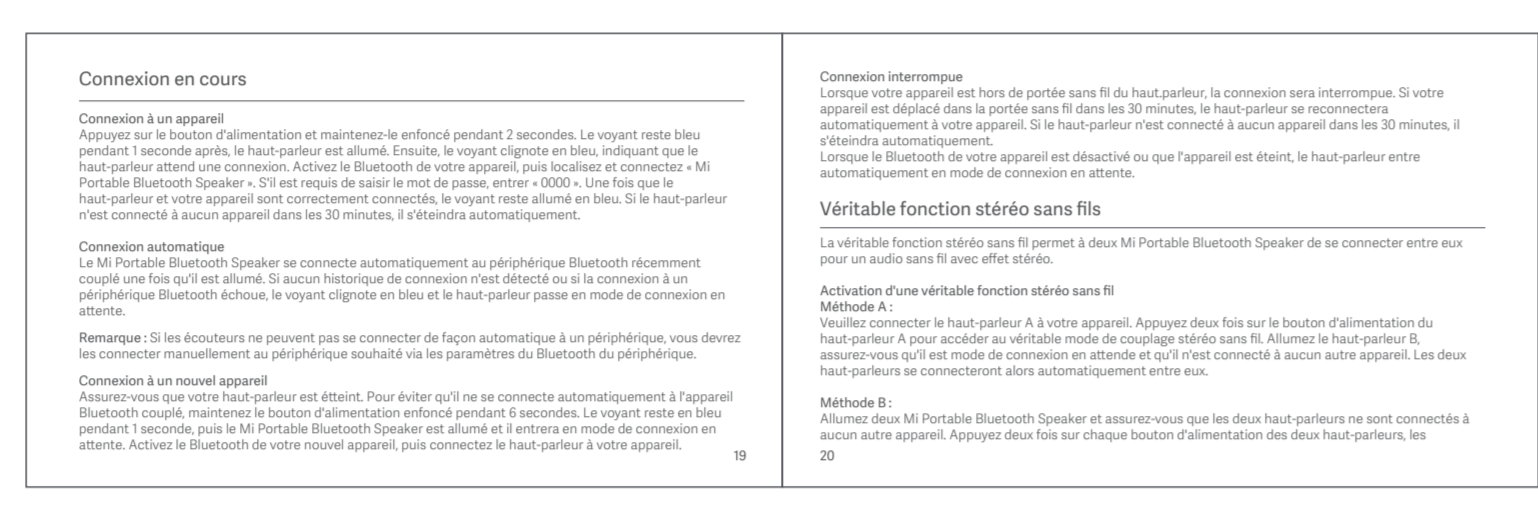 Connexion en cours
Connexion à un appareil
Appuyez sur le bouton d'alimentation et maintenez-le enfoncé pendant 2 secondes. Le voyant reste bleu
pendant 1 seconde après, le haut-parleur est allumé. Ensuite, le voyant clignote en bleu, indiquant que le
haut-parleur attend une connexion. Activez le Bluetooth de votre appareil, puis localisez et connectez « Mi
Portable Bluetooth Speaker ». S'il est requis de saisir le mot de passe, entrer « 0000 ». Une fois que le
haut-parleur et votre appareil sont correctement connectés, le voyant reste allumé en bleu. Si le haut-parleur
n'est connecté à aucun appareil dans les 30 minutes, il s'éteindra automatiquement.
Connexion automatique
Le Mi Portable Bluetooth Speaker se connecte automatiquement au périphérique Bluetooth récemment
couplé une fois qu'il est allumé. Si aucun historique de connexion n'est détecté ou si la connexion à un
périphérique Bluetooth échoue, le voyant clignote en bleu et le haut-parleur passe en mode de connexion en
attente.
Remarque : Si les écouteurs ne peuvent pas se connecter de façon automatique à un périphérique, vous devrez
les connecter manuellement au périphérique souhaité via les paramètres du Bluetooth du périphérique.
Connexion à un nouvel appareil
Assurez-vous que votre haut-parleur est étteint. Pour éviter qu'il ne se connecte automatiquement à l'appareil
Bluetooth couplé, maintenez le bouton d'alimentation enfoncé pendant 6 secondes. Le voyant reste en bleu
pendant 1 seconde, puis le Mi Portable Bluetooth Speaker est allumé et il entrera en mode de connexion en
attente. Activez le Bluetooth de votre nouvel appareil, puis connectez le haut-parleur à votre appareil.
19
Connexion interrompue
Lorsque votre appareil est hors de portée sans fil du haut.parleur, la connexion sera interrompue. Si votre
appareil est déplacé dans la portée sans fil dans les 30 minutes, le haut-parleur se reconnectera
automatiquement à votre appareil. Si le haut-parleur n'est connecté à aucun appareil dans les 30 minutes, il
s'éteindra automatiquement.
Lorsque le Bluetooth de votre appareil est désactivé ou que l'appareil est éteint, le haut-parleur entre
automatiquement en mode de connexion en attente.
Véritable fonction stéréo sans fils
La véritable fonction stéréo sans fil permet à deux Mi Portable Bluetooth Speaker de se connecter entre eux
pour un audio sans fil avec effet stéréo.
Activation d'une véritable fonction stéréo sans fil
Méthode A :
Veuillez connecter le haut-parleur A à votre appareil. Appuyez deux fois sur le bouton d'alimentation du
haut-parleur A pour accéder au véritable mode de couplage stéréo sans fil. Allumez le haut-parleur B,
assurez-vous qu'il est mode de connexion en attende et qu'il n'est connecté à aucun autre appareil. Les deux
haut-parleurs se connecteront alors automatiquement entre eux.
Méthode B :
Allumez deux Mi Portable Bluetooth Speaker et assurez-vous que les deux haut-parleurs ne sont connectés à
aucun autre appareil. Appuyez deux fois sur chaque bouton d'alimentation des deux haut-parleurs, les
20